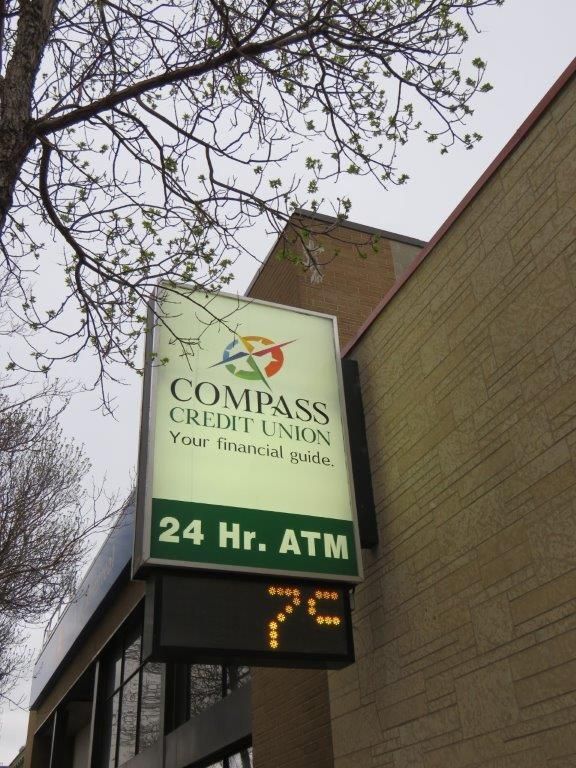 COMPASS
CREDIT UNION
Your financial guide.
24 Hr. ATM
7c